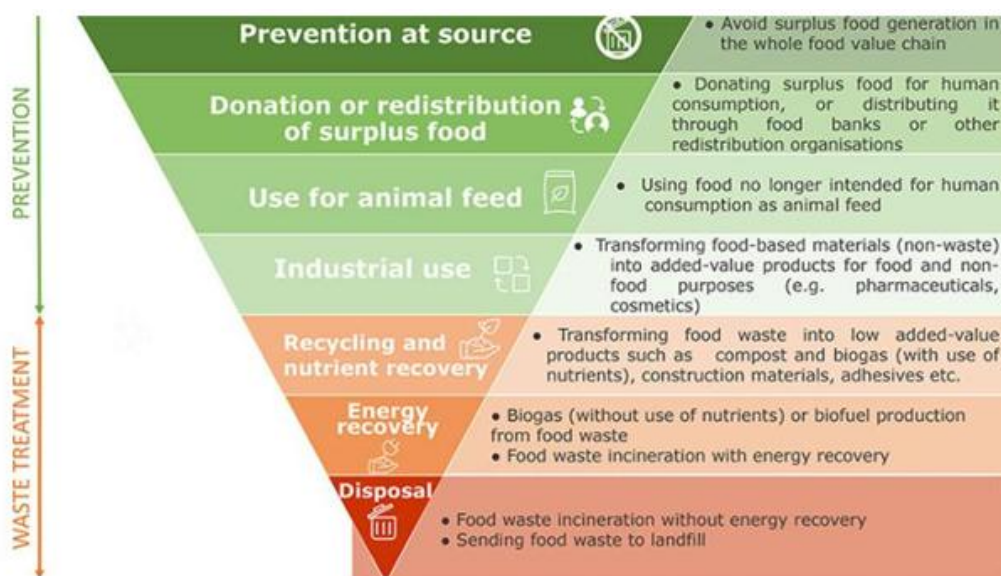 PREVENTION
Prevention at source
● Avoid surplus food generation in
the whole food value chain
Donation or redistribution
of surplus food
● Donating surplus food for human
consumption, or distributing it
through food banks or other
redistribution organisations
Use for animal feed
● Using food no longer intended for human
consumption as animal feed
Industrial use
● Transforming food-based materials (non-waste)
into added-value products for food and non-
food purposes (e.g. pharmaceuticals,
cosmetics)
WASTE TREATMENT
Recycling and
nutrient recovery
● Transforming food waste into low added-value
products such as compost and biogas (with use of
nutrients), construction materials, adhesives etc.
Energy
recovery
● Biogas (without use of nutrients) or biofuel production
from food waste
● Food waste incineration with energy recovery
Disposal
● Food waste incineration without energy recovery
● Sending food waste to landfill